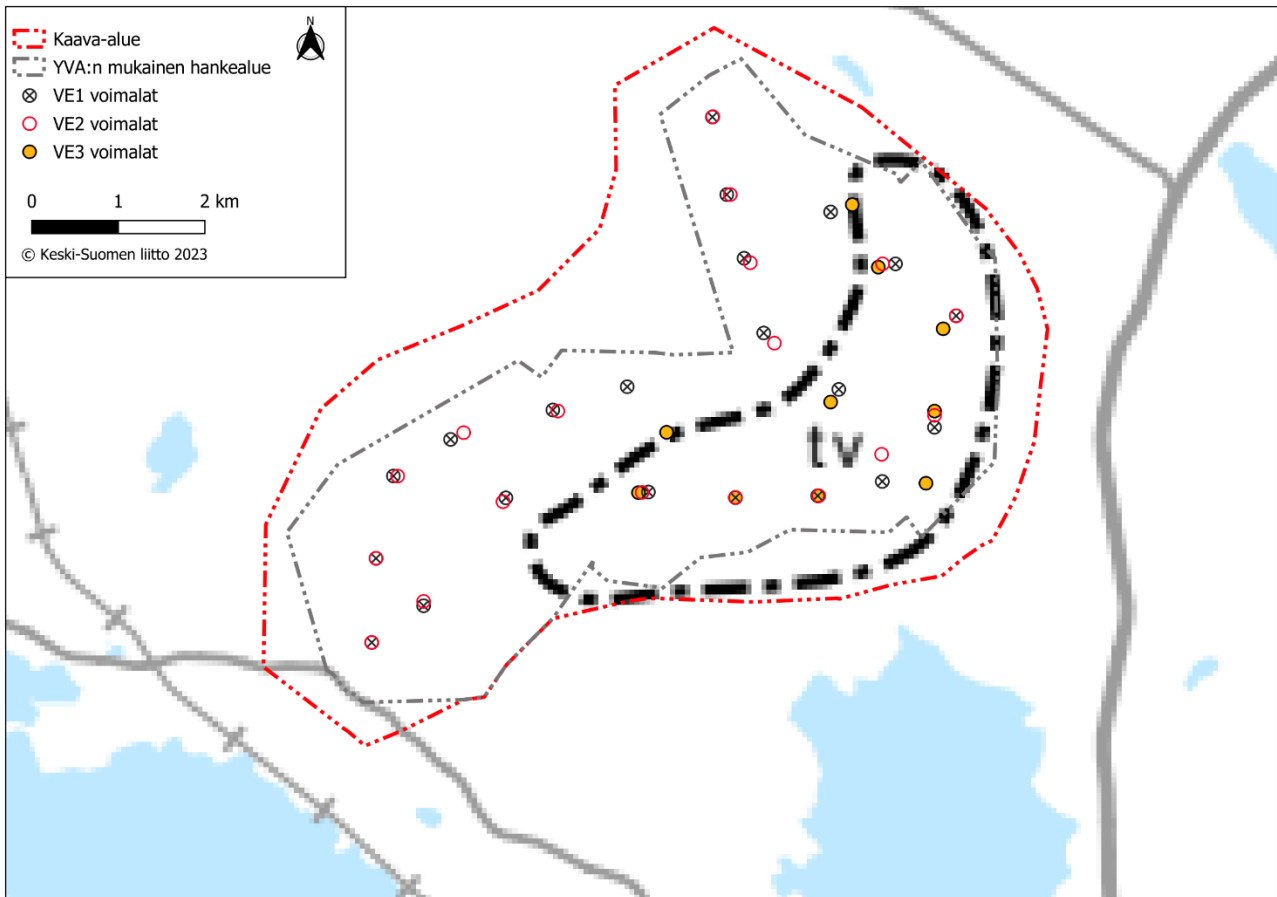 N
Kaava-alue
YVA:n mukainen hankealue
VE1 voimalat
VE2 voimalat
VE3 voimalat
0 1 2 km
© Keski-Suomen liitto 2023
tv